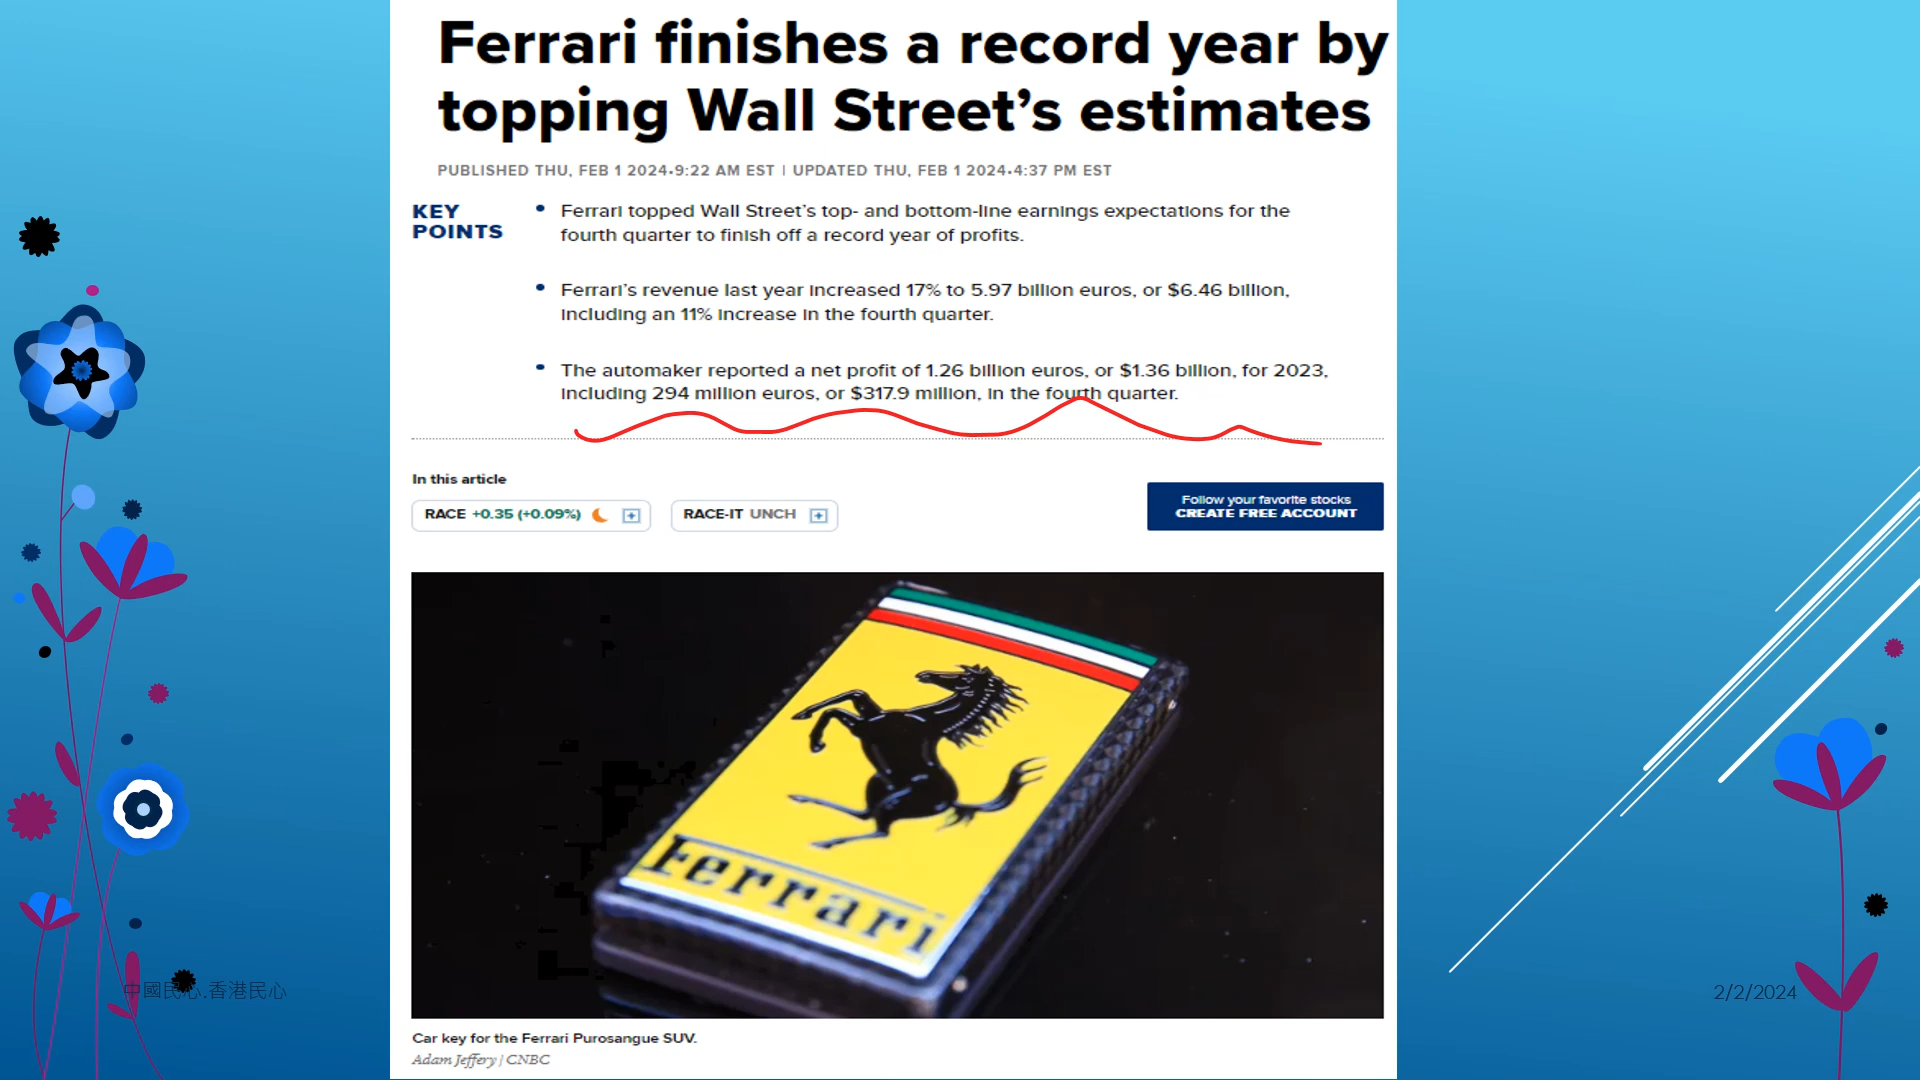 Ferrari finishes a record year by
topping Wall Street’s estimates
PUBLISHED THU, FEB 1 2024•9:22 AM EST | UPDATED THU, FEB 1 2024•4:37 PM EST
KEY
POINTS
• Ferrari topped Wall Street’s top- and bottom-line earnings expectations for the
fourth quarter to finish off a record year of profits.
• Ferrari’s revenue last year increased 17% to 5.97 billion euros, or $6.46 billion,
including an 11% increase in the fourth quarter.
• The automaker reported a net profit of 1.26 billion euros, or $1.36 billion, for 2023,
including 294 million euros, or $317.9 million, in the fourth quarter.
In this article
RACE +0.35 (+0.09%)
RACE-IT UNCH
Follow your favorite stocks
CREATE FREE ACCOUNT
Ferrari
Car key for the Ferrari Purosangue SUV.
Adam Jeffery | CNBC
中國民心.香港民心
2/2/2024